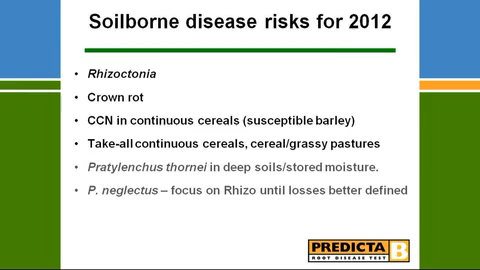 Soilborne disease risks for 2012
• Rhizoctonia
• Crown rot
• CCN in continuous cereals (susceptible barley)
• Take-all continuous cereals, cereal/grassy pastures
• Pratylenchus thornei in deep soils/stored moisture.
• P. neglectus – focus on Rhizo until losses better defined
PREDICTA B
ROOT DISEASE TEST